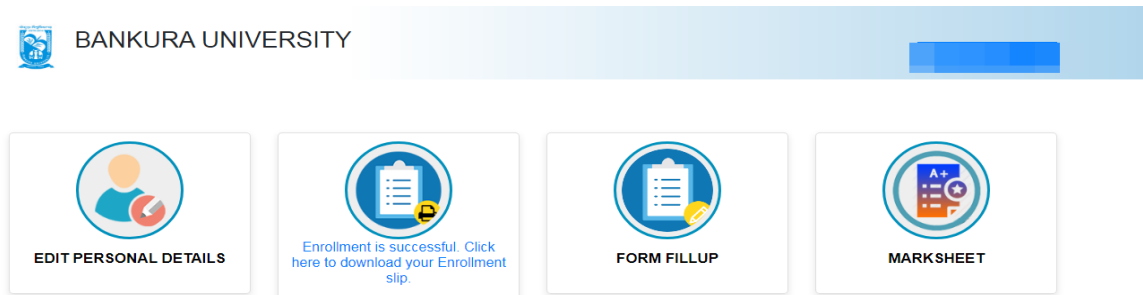 BANKURA UNIVERSITY
A+
EDIT PERSONAL DETAILS
Enrollment is successful. Click
here to download your Enrollment
slip.
FORM FILLUP
MARKSHEET